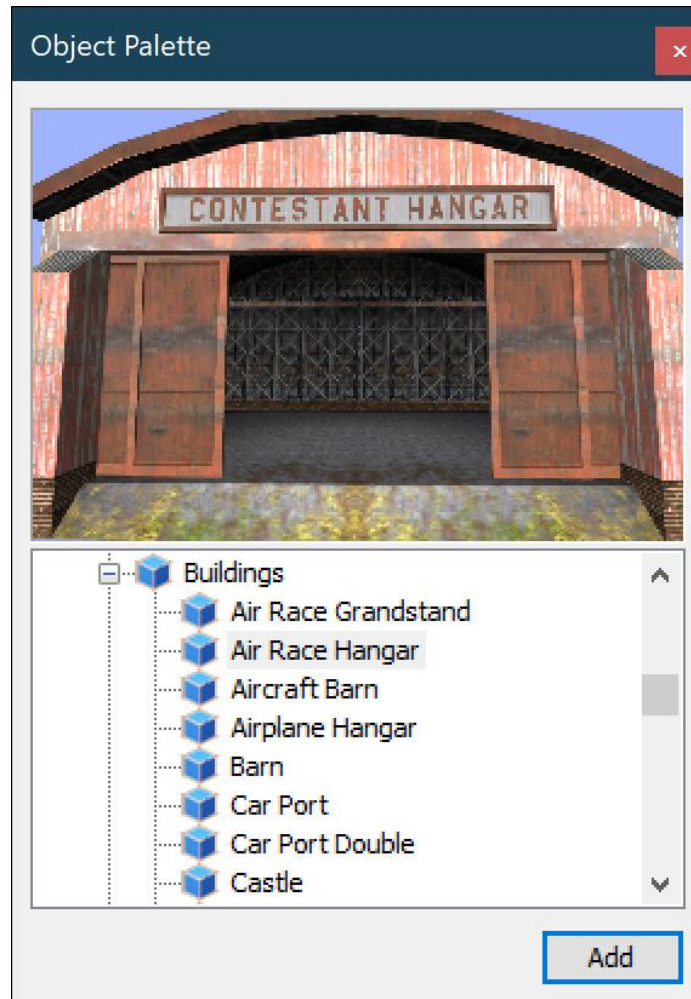 Object Palette
CONTESTANT HANGAR
Buildings
Air Race Grandstand
Air Race Hangar
Aircraft Barn
Airplane Hangar
Barn
Car Port
Car Port Double
Castle
Add